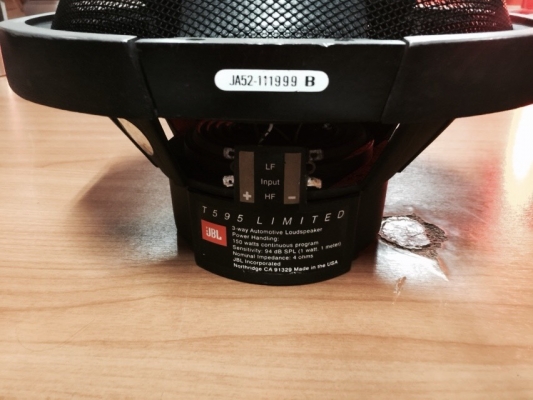 JA52-111999 B
LF
Input
+ HF -
T595 LIMITED
JBL
3-way Automotive Loudspeaker
Power Handling:
150 watts continuous program
Sensitivity: 94 dB SPL (1 watt, 1 meter)
Nominal Impedance: 4 ohms
JBL Incorporated
Northridge CA 91329 Made in the USA